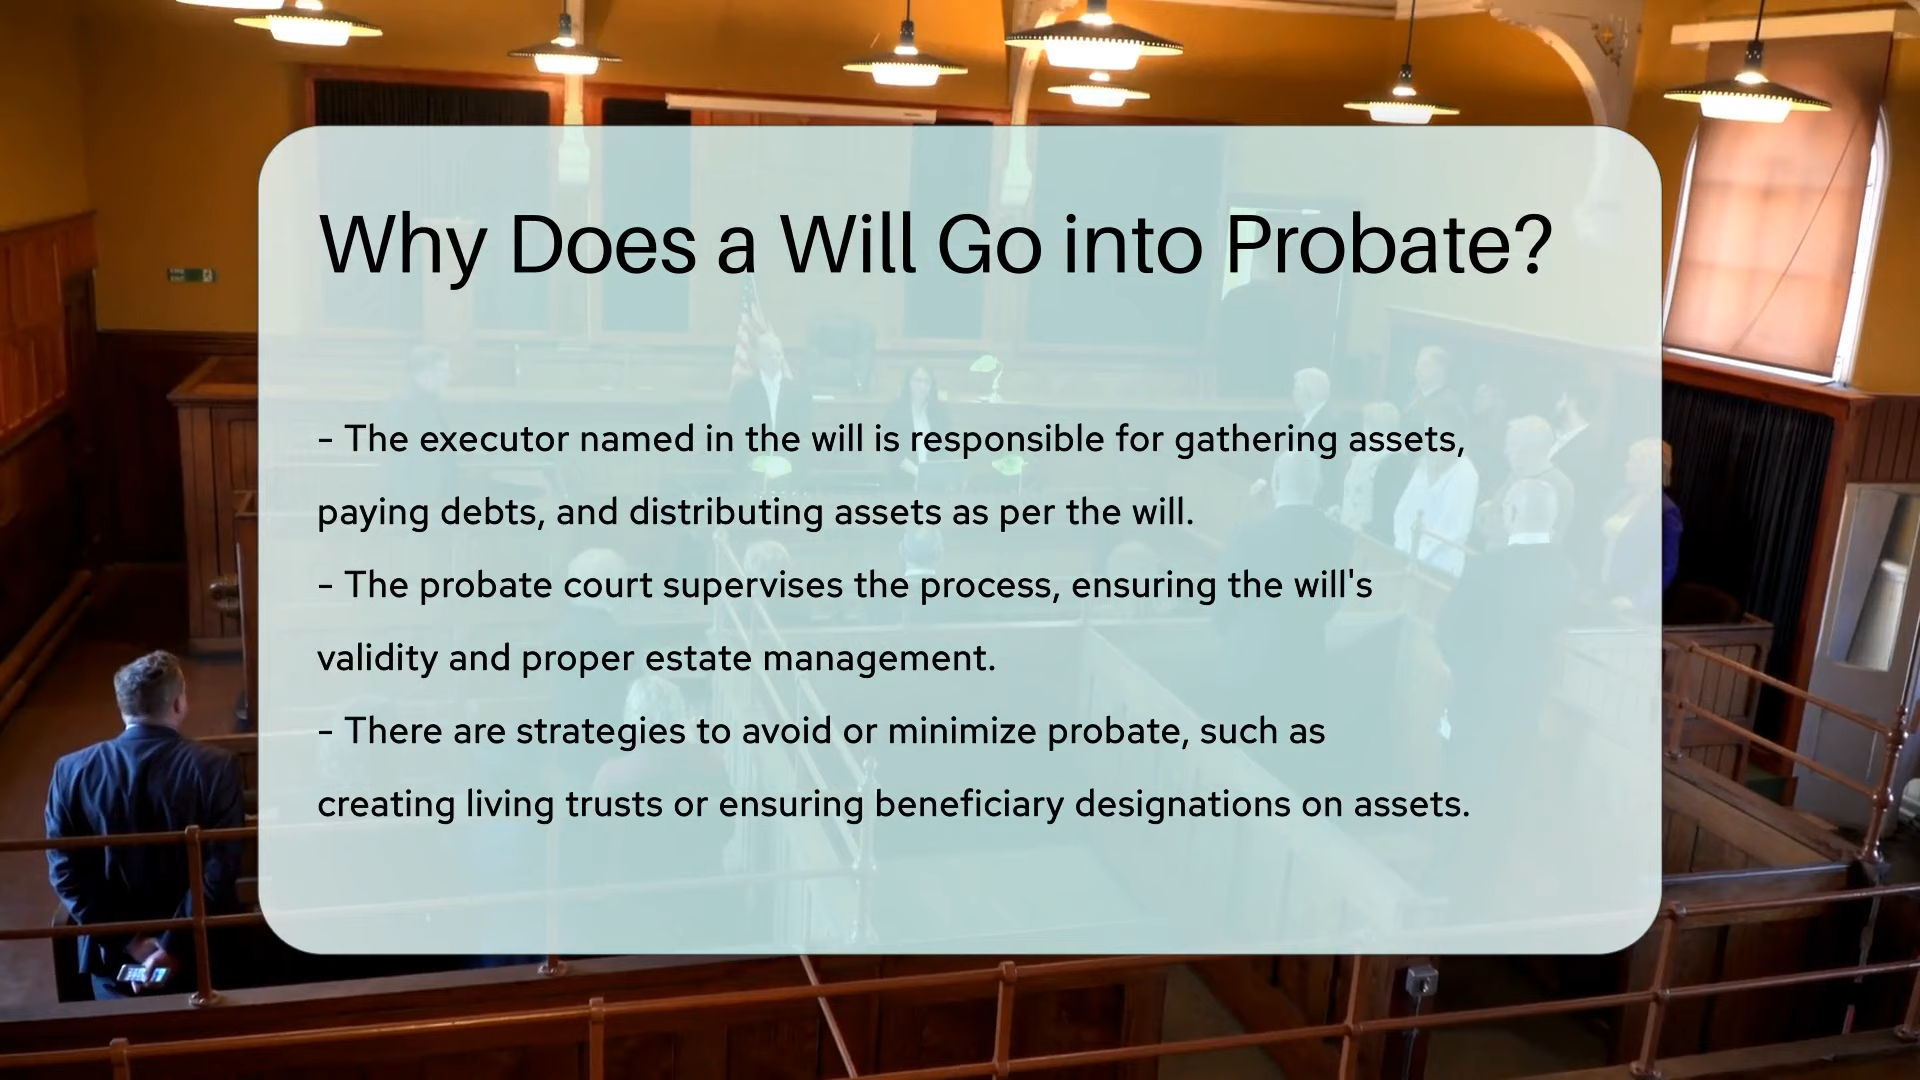 Why Does a Will Go into Probate?
- The executor named in the will is responsible for gathering assets,
paying debts, and distributing assets as per the will.
- The probate court supervises the process, ensuring the will's
validity and proper estate management.
- There are strategies to avoid or minimize probate, such as
creating living trusts or ensuring beneficiary designations on assets.